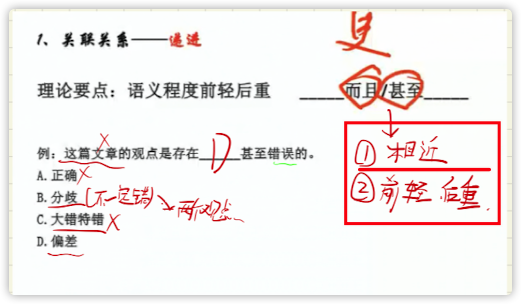 1、关联关系——递进
是
理论要点：语义程度前轻后重 _____而且/甚至_____
①相近
②前轻后重
例：这篇文章的观点是存在_____甚至错误的。
D
A.正确
B.分歧（不一定错）→两个观点
C.大错特错
D.偏差